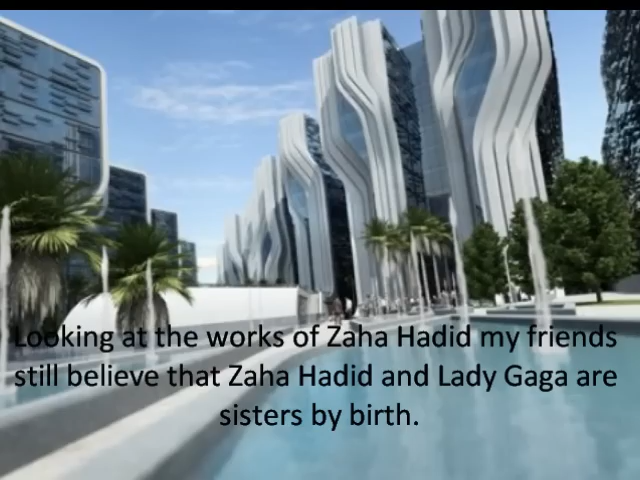 Looking at the works of Zaha Hadid my friends
still believe that Zaha Hadid and Lady Gaga are
sisters by birth.